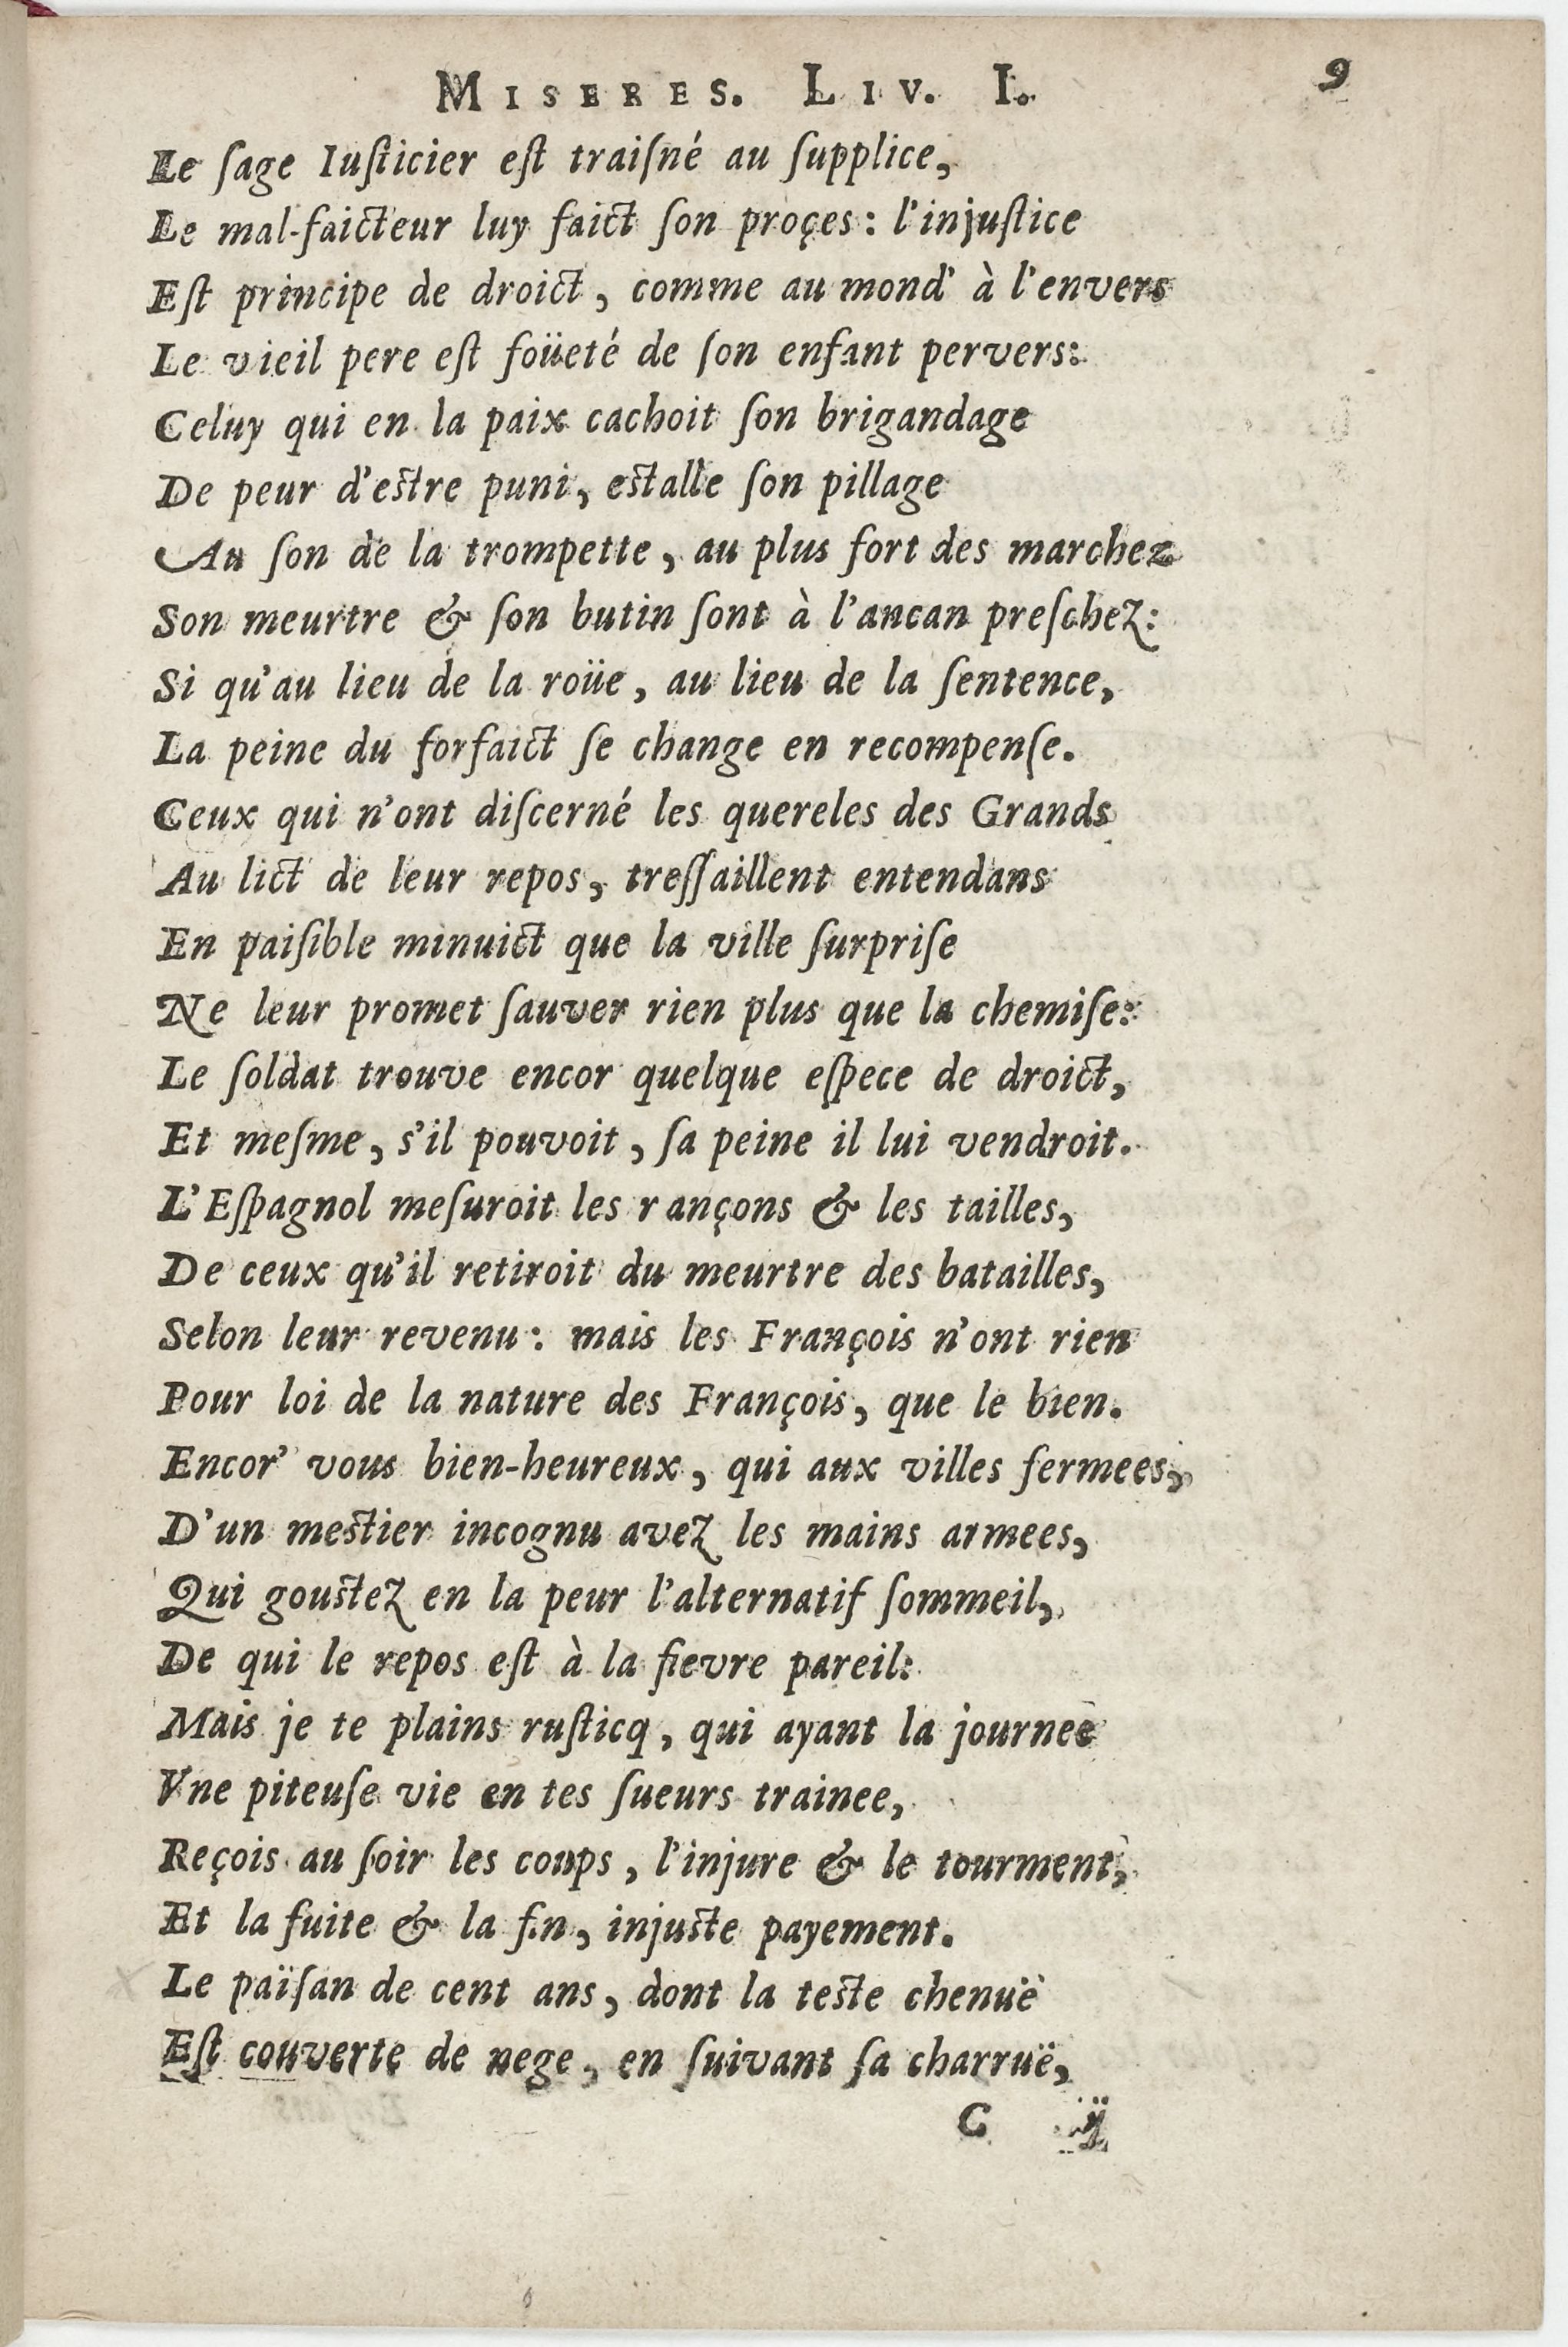 MISERES. LIV. I. 9
Le ſage Iuſticier eſt traiſné au ſupplice,
Le mal-faicteur luy faict ſon proçes : l'injuſtice
Eſt principe de droict, comme au mond' à l'envers
Le vieil pere eſt foüeté de ſon enfant pervers:
Celuy qui en la paix cachoit ſon brigandage
De peur d'estre puni, estalle ſon pillage
Au ſon de la trompette, au plus fort des marchez
Son meurtre & ſon butin ſont à l'ancan preſchez:
Si qu'au lieu de la roüe, au lieu de la ſentence,
La peine du forfaict ſe change en recompenſe.
Ceux qui n'ont diſcerné les quereles des Grands
Au lict de leur repos, treſſaillent entendans
En paiſible minuict que la ville ſurpriſe
Ne leur promet ſauver rien plus que la chemiſe:
Le ſoldat trouve encor quelque eſpece de droict,
Et meſme, s'il pouvoit, ſa peine il lui vendroit.
L'Eſpagnol meſuroit les rançons & les tailles,
De ceux qu'il retiroit du meurtre des batailles,
Selon leur revenu : mais les François n'ont rien
Pour loi de la nature des François, que le bien.
Encor' vous bien-heureux, qui aux villes fermees,
D'un mestier incognu avez les mains armees,
Qui goustez en la peur l'alternatif ſommeil,
De qui le repos eſt à la fievre pareil:
Mais je te plains ruſticq, qui ayant la journee
Vne piteuſe vie en tes ſueurs trainee,
Reçois au ſoir les coups, l'injure & le tourment,
Et la fuite & la fin, injuste payement.
Le païſan de cent ans, dont la teste chenuë
Eſt couverte de nege, en ſuivant ſa charruë,
C ij